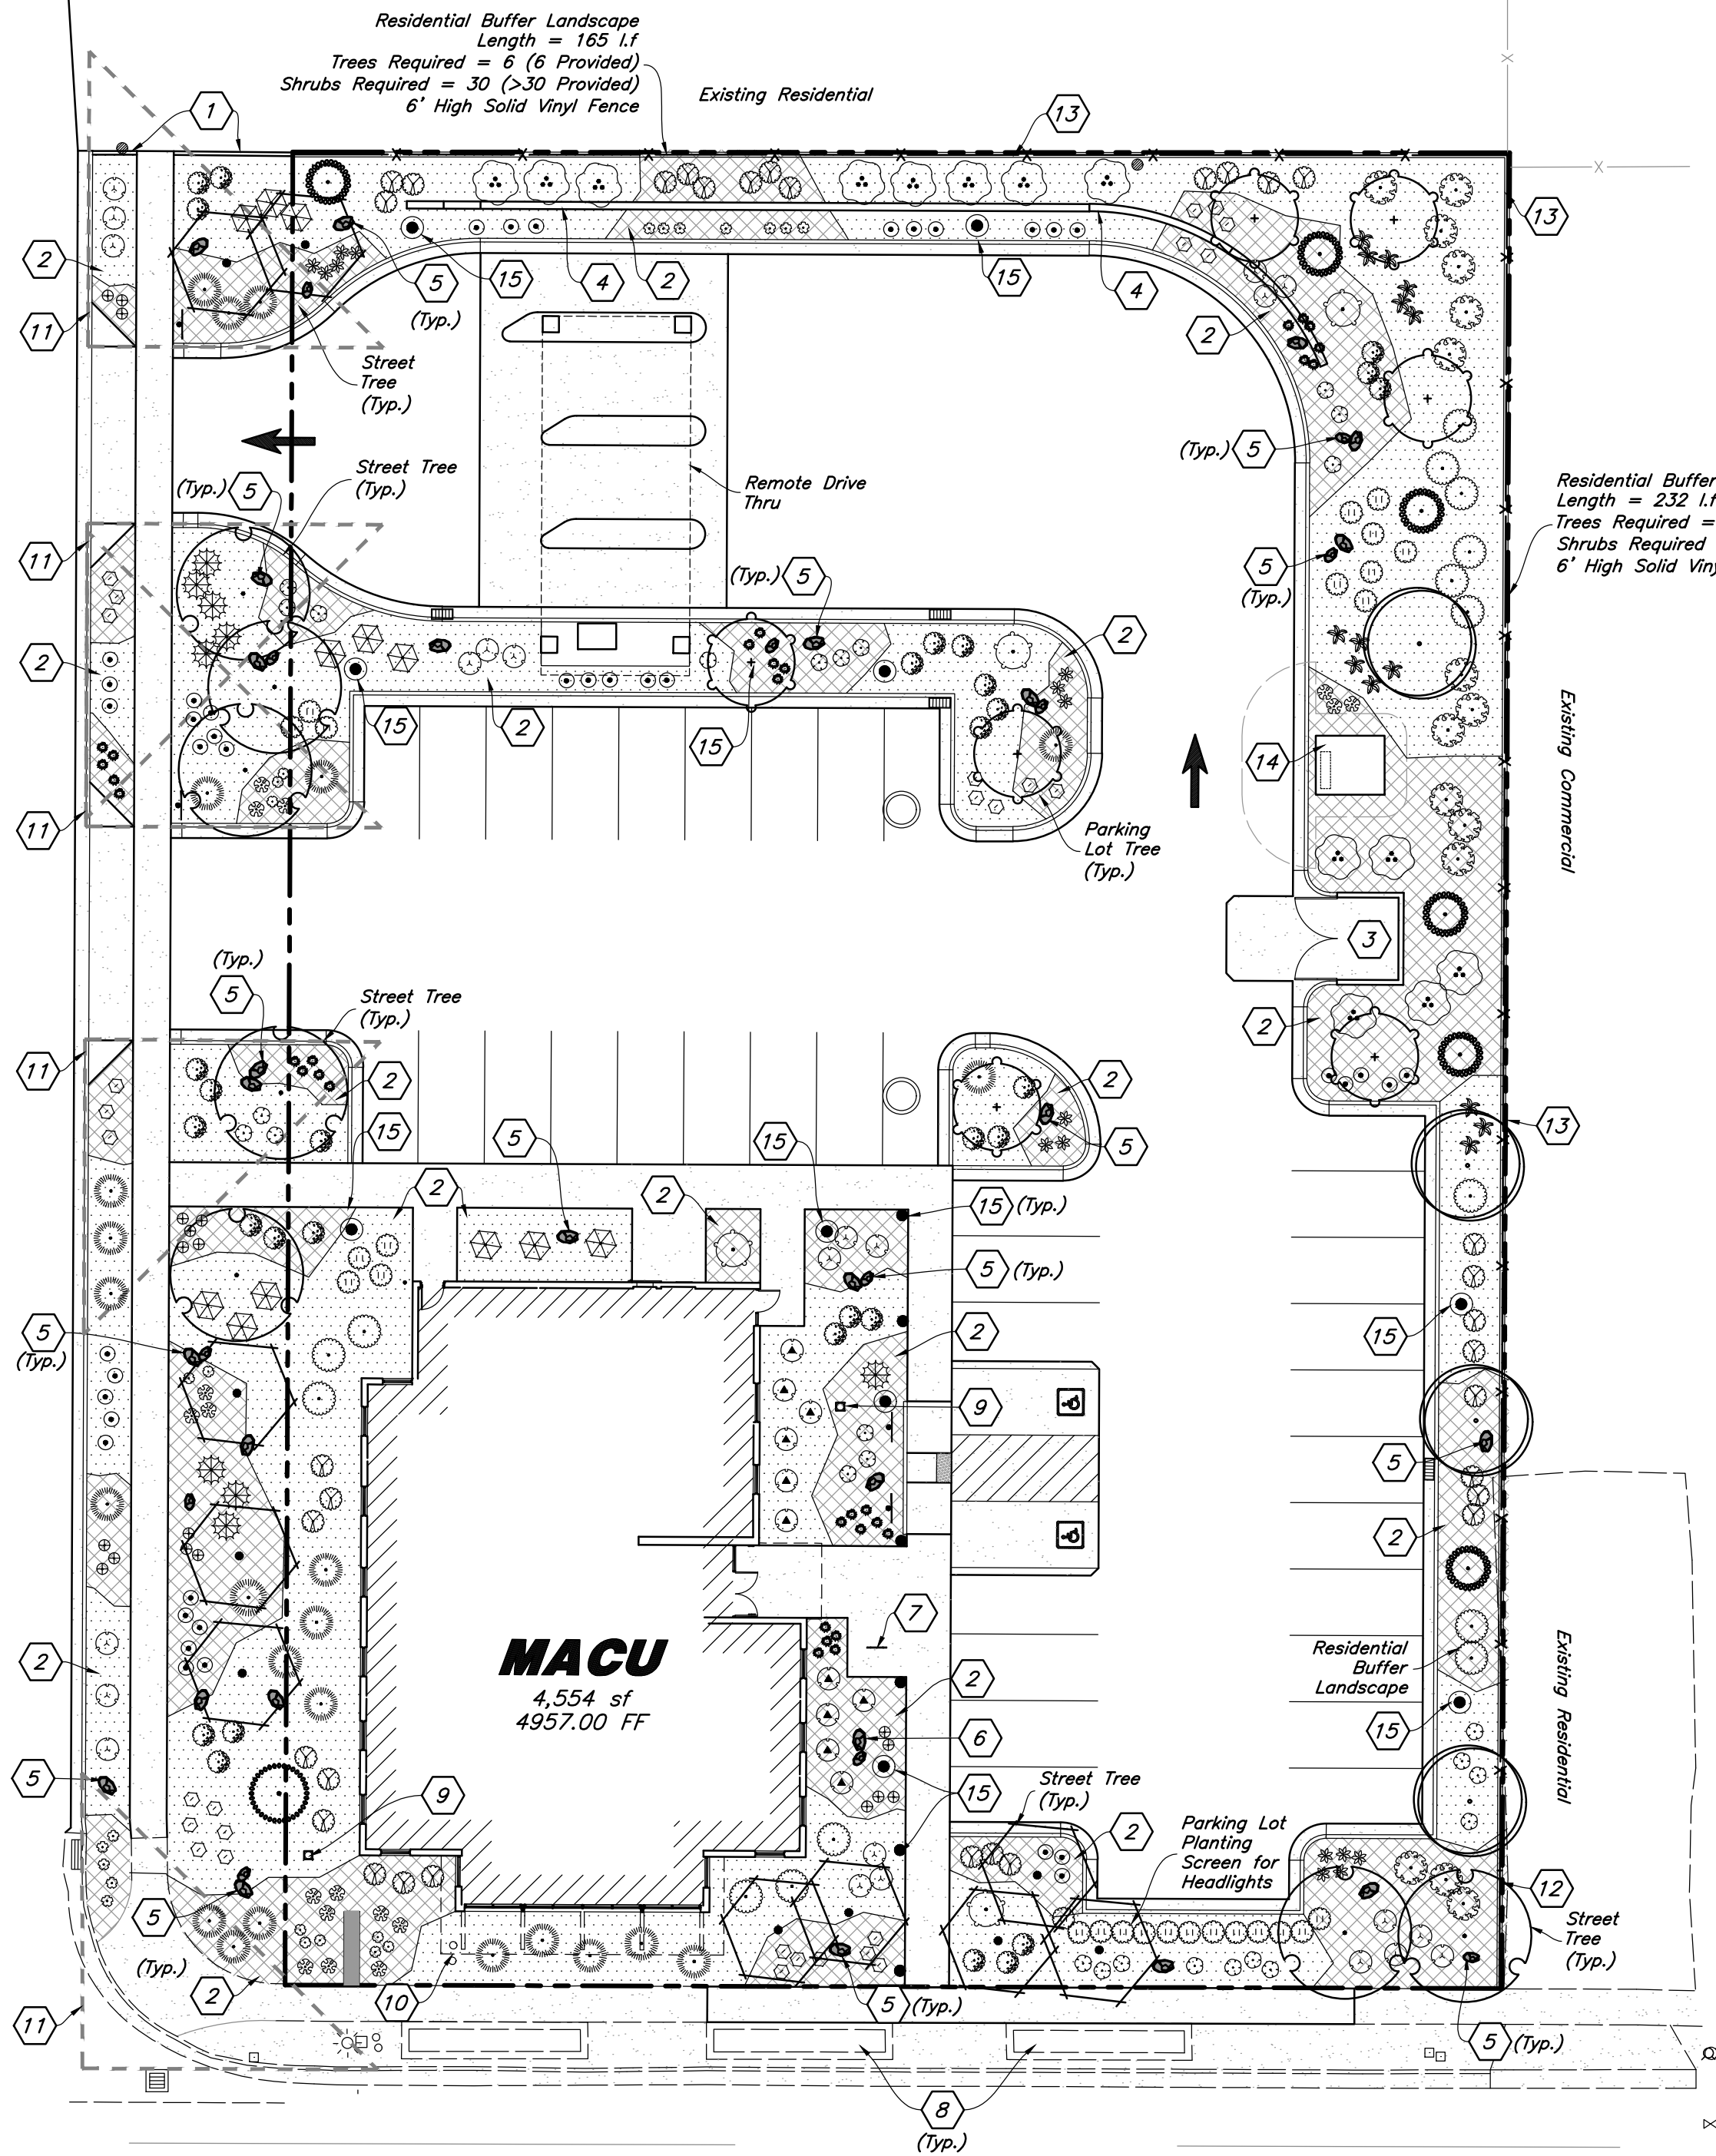 Residential Buffer Landscape
Length = 165 l.f
Trees Required = 6 (6 Provided)
Shrubs Required = 30 (>30 Provided)
6' High Solid Vinyl Fence
Existing Residential
1
13
13
2
11
5
(Typ.)
15
4
2
15
4
2
Street
Tree
(Typ.)
(Typ.) 5
Street Tree
(Typ.)
(Typ.) 5
Remote Drive
Thru
Residential Buffer
Length = 232 l.f
Trees Required =
Shrubs Required
6' High Solid Viny
11
(Typ.) 5
5
(Typ.)
2
2
15
2
15
14
11
Parking
Lot Tree
(Typ.)
Existing Commercial
3
(Typ.)
5
Street Tree
(Typ.)
2
11
2
2
15
5
15
5
13
2
2
15 (Typ.)
5 (Typ.)
5
(Typ.)
2
15
9
5
2
7
MACU
4,554 sf
4957.00 FF
2
2
6
Residential
Buffer
Landscape
15
Existing Residential
5
9
15
Street Tree
(Typ.)
2
Parking Lot
Planting
Screen for
Headlights
5
(Typ.)
2
12
Street
Tree
(Typ.)
11
10
5 (Typ.)
5 (Typ.)
8
(Typ.)